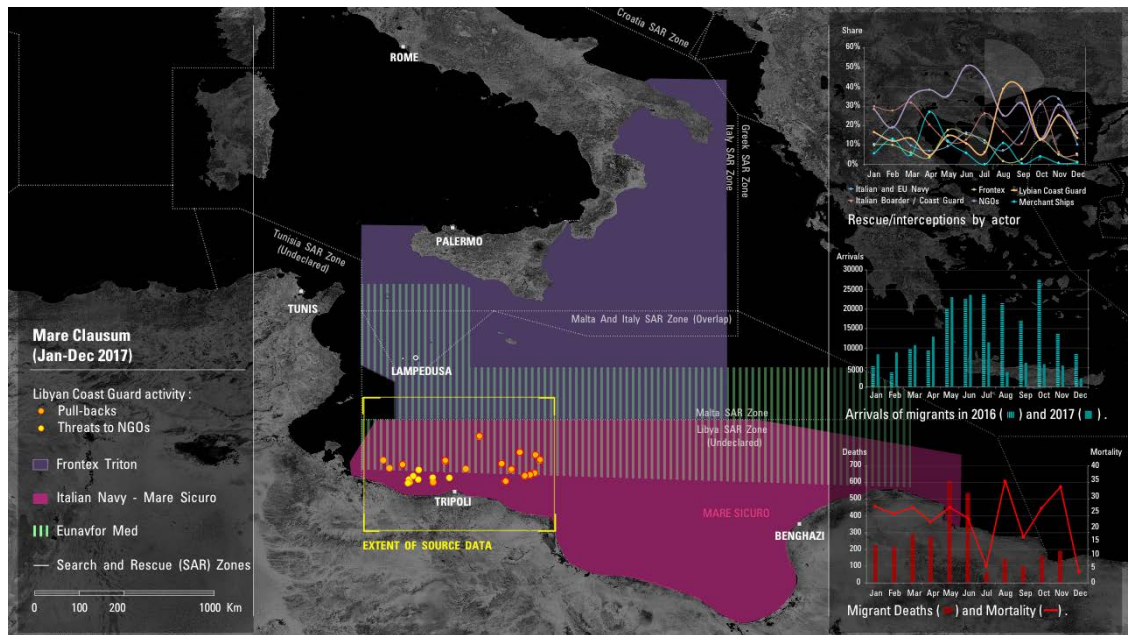 Mare Clausum
(Jan-Dec 2017)
Libyan Coast Guard activity :
Pull-backs
Threats to NGOs
Frontex Triton
Italian Navy - Mare Sicuro
Eunavfor Med
Search and Rescue (SAR) Zones
0 100 200 1000 Km
ROME
PALERMO
TUNIS
LAMPEDUSA
TRIPOLI
BENGHAZI
Croatia SAR Zone
Greek SAR Zone
Italy SAR Zone
Tunisia SAR Zone
(Undeclared)
Malta And Italy SAR Zone (Overlap)
Malta SAR Zone
Libya SAR Zone
(Undeclared)
MARE SICURO
EXTENT OF SOURCE DATA
Share
60%
50%
40%
30%
20%
10%
0%
Jan Feb Mar Apr May Jun Jul Aug Sep Oct Nov Dec
Italian and EU Navy Frontex Lybian Coast Guard
Italian Boarder / Coast Guard NGOs Merchant Ships
Rescue/interceptions by actor
Arrivals
30000
25000
20000
15000
10000
5000
0
Jan Feb Mar Apr May Jun Jul Aug Sep Oct Nov Dec
Arrivals of migrants in 2016 ( ) and 2017 ( ) .
Deaths Mortality
700 40
600 35
500 30
400 25
300 20
200 15
100 10
0 5
0
Jan Feb Mar Apr May Jun Jul Aug Sep Oct Nov Dec
Migrant Deaths ( ) and Mortality ( ) .